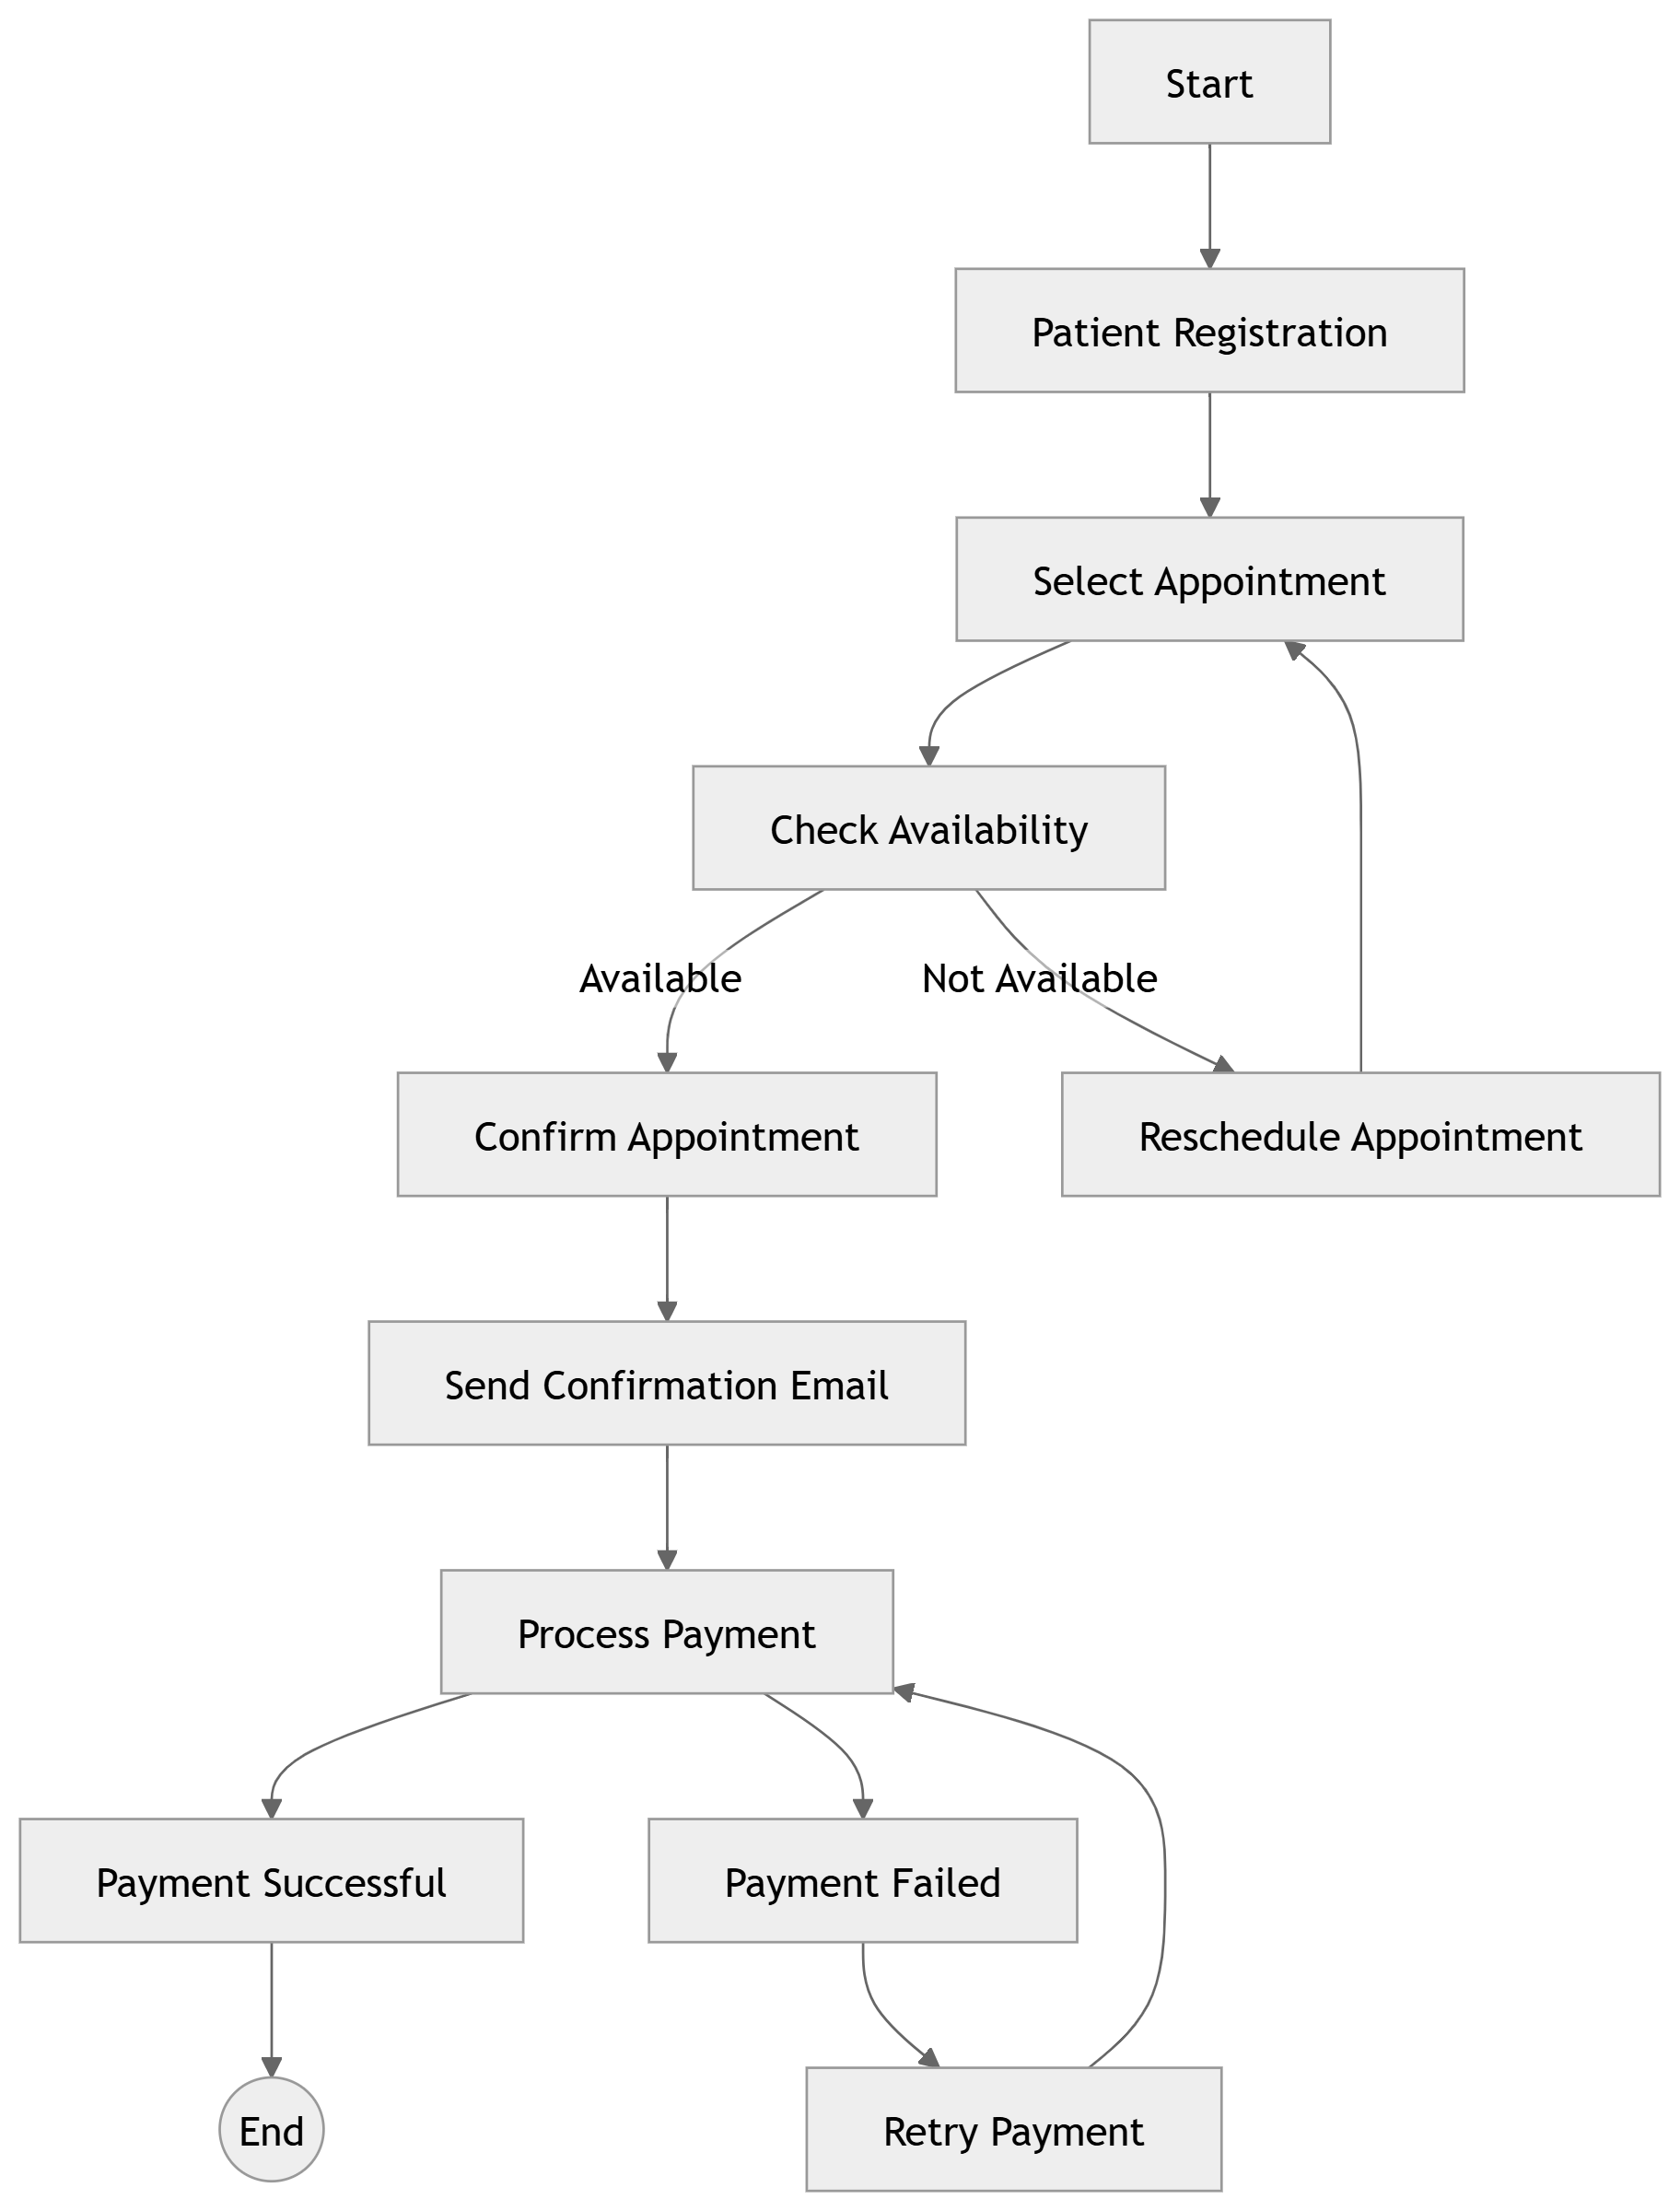 Start
Patient Registration
Select Appointment
Check Availability
Available
Not Available
Confirm Appointment
Reschedule Appointment
Send Confirmation Email
Process Payment
Payment Successful
Payment Failed
End
Retry Payment